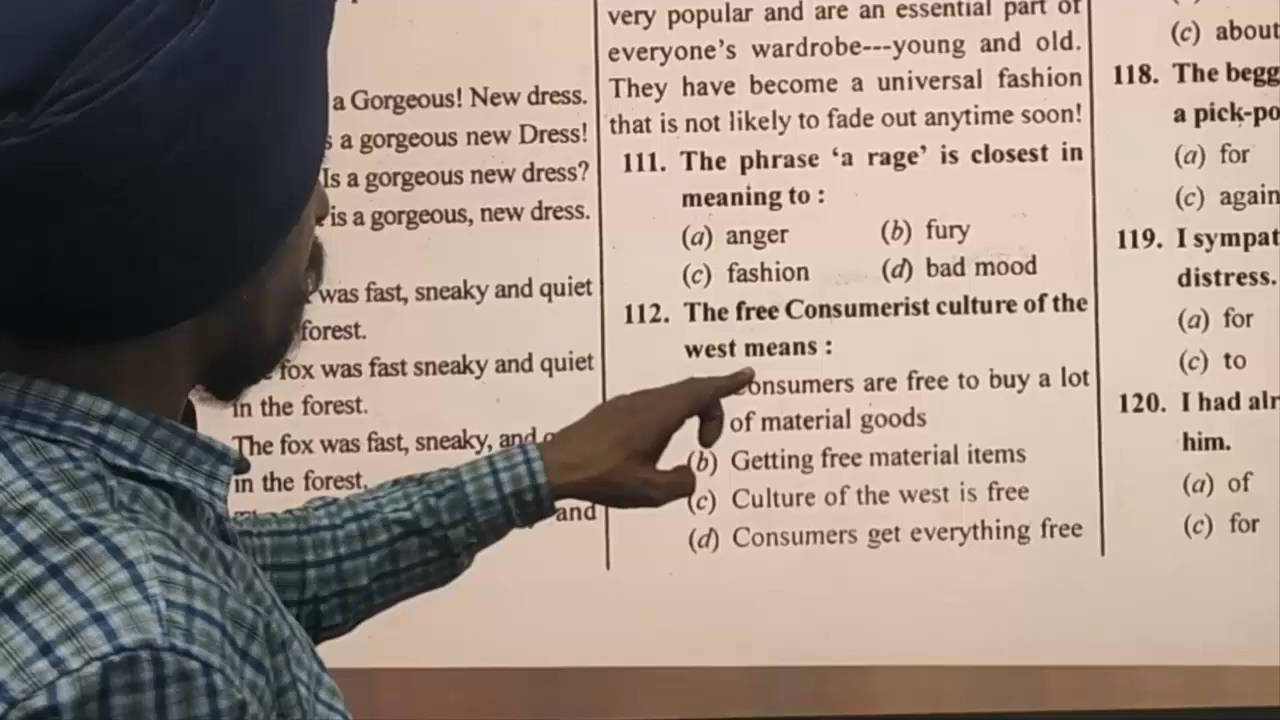 a Gorgeous! New dress.
a gorgeous new Dress!
Is a gorgeous new dress?
is a gorgeous, new dress.
was fast, sneaky and quiet
forest.
fox was fast sneaky and quiet
in the forest.
The fox was fast, sneaky, and
in the forest.
and
very popular and are an essential part of
everyone's wardrobe---young and old.
They have become a universal fashion
that is not likely to fade out anytime soon!
111. The phrase 'a rage' is closest in
meaning to :
(a) anger (b) fury
(c) fashion (d) bad mood
112. The free Consumerist culture of the
west means :
onsumers are free to buy a lot
of material goods
(b) Getting free material items
(c) Culture of the west is free
(d) Consumers get everything free
(c) about
118. The begg
a pick-po
(a) for
(c) again
119. I sympat
distress.
(a) for
(c) to
120. I had alr
him.
(a) of
(c) for